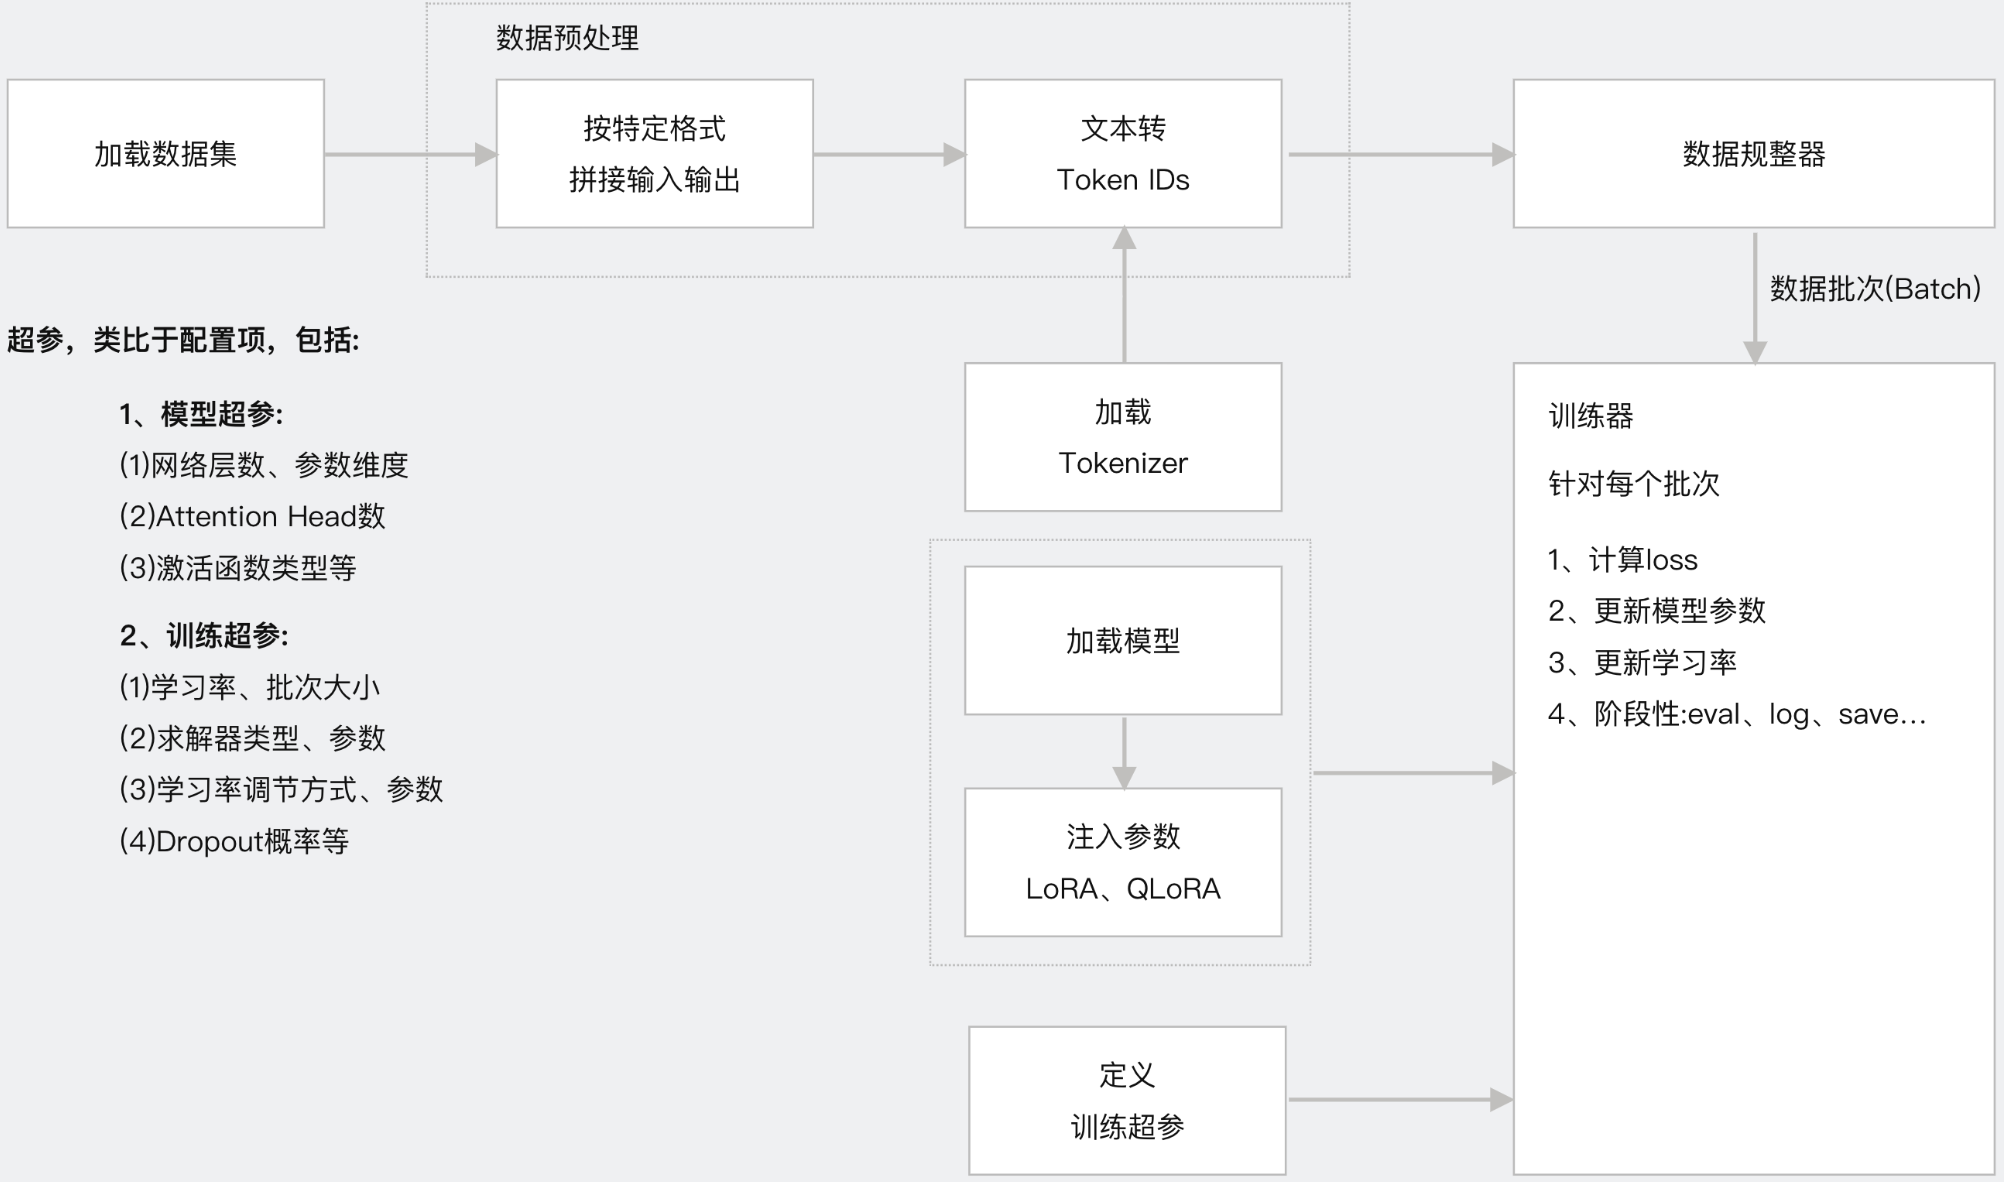 数据预处理
加载数据集
按特定格式
拼接输入输出
文本转
Token IDs
数据规整器
数据批次(Batch)
加载
Tokenizer
超参，类比于配置项，包括:
1、模型超参:
(1)网络层数、参数维度
(2)Attention Head数
(3)激活函数类型等
2、训练超参:
(1)学习率、批次大小
(2)求解器类型、参数
(3)学习率调节方式、参数
(4)Dropout概率等
加载模型
注入参数
LoRA、QLoRA
定义
训练超参
训练器
针对每个批次
1、计算loss
2、更新模型参数
3、更新学习率
4、阶段性:eval、log、save...